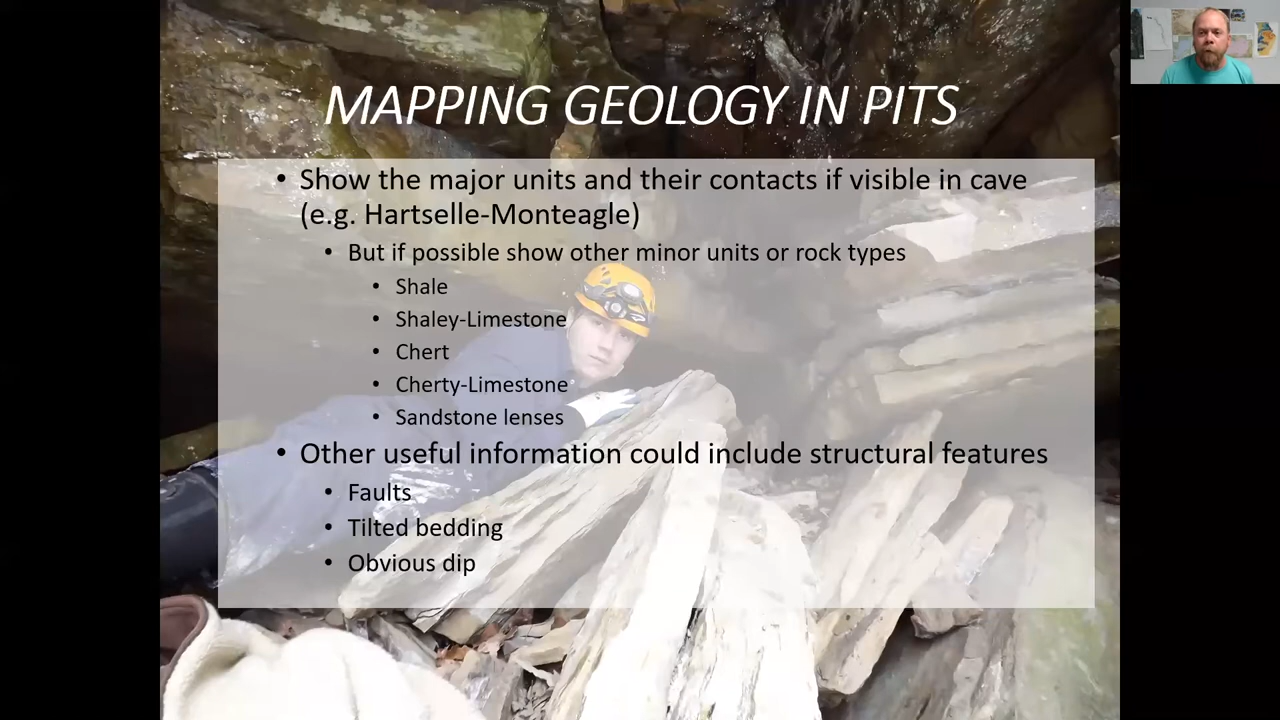 MAPPING GEOLOGY IN PITS
• Show the major units and their contacts if visible in cave
(e.g. Hartselle-Monteagle)
• But if possible show other minor units or rock types
• Shale
• Shaley-Limestone
• Chert
• Cherty-Limestone
• Sandstone lenses
• Other useful information could include structural features
• Faults
• Tilted bedding
• Obvious dip